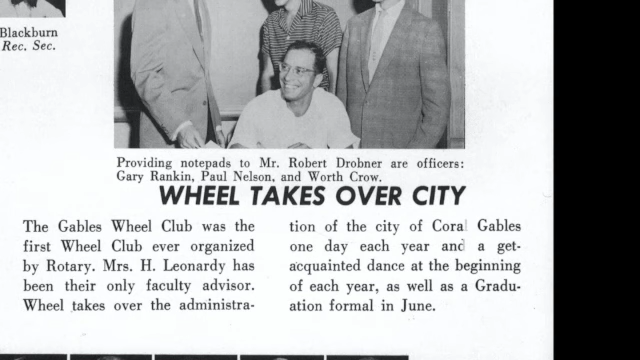 Blackburn
Rec. Sec.
Providing notepads to Mr. Robert Drobner are officers:
Gary Rankin, Paul Nelson, and Worth Crow.
WHEEL TAKES OVER CITY
The Gables Wheel Club was the
first Wheel Club ever organized
by Rotary. Mrs. H. Leonardy has
been their only faculty advisor.
Wheel takes over the administra-
tion of the city of Coral Gables
one day each year and a get-
acquainted dance at the beginning
of each year, as well as a Gradu-
ation formal in June.